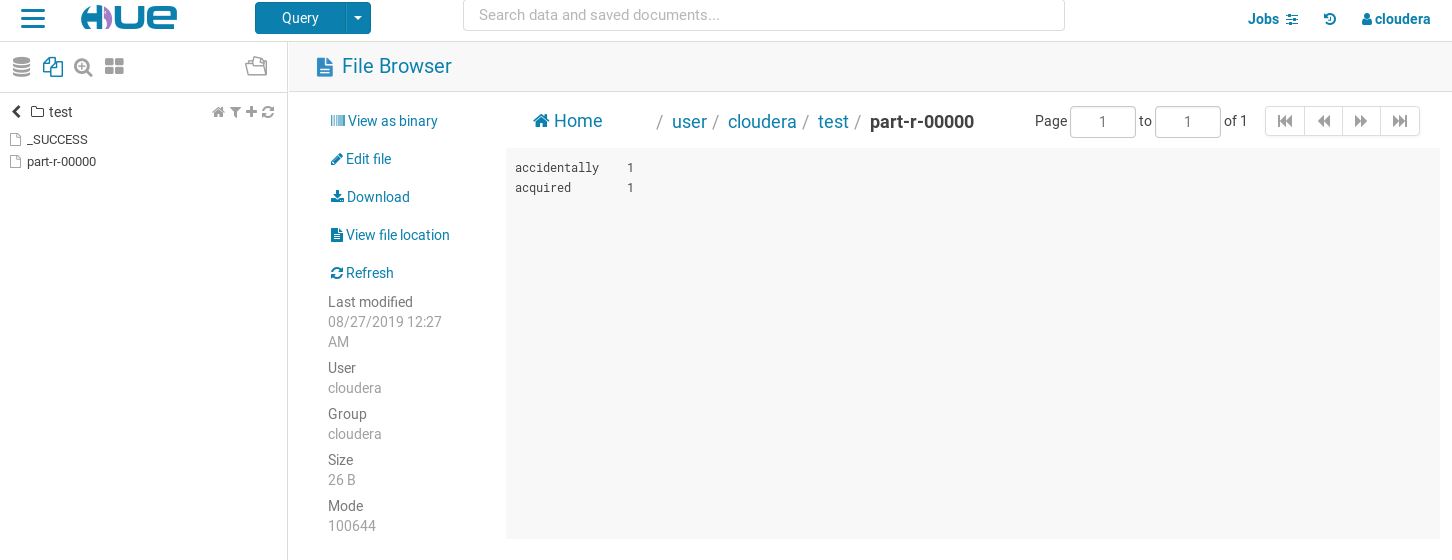 HUE
Query
Search data and saved documents...
Jobs
cloudera
File Browser
test
_SUCCESS
part-r-00000
View as binary
Edit file
Download
View file location
Refresh
Last modified
08/27/2019 12:27
AM
User
cloudera
Group
cloudera
Size
26 B
Mode
100644
Home / user / cloudera / test / part-r-00000
Page 1 to 1 of 1
accidentally 1
acquired 1